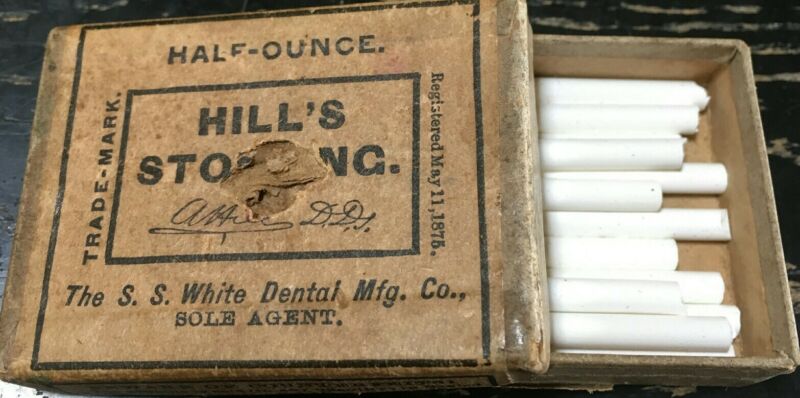 HALF-OUNCE.
TRADE-MARK.
HILL'S
Registered May 11, 1875.
D.D.S.
The S. S. White Dental Mfg. Co.,
SOLE AGENT.